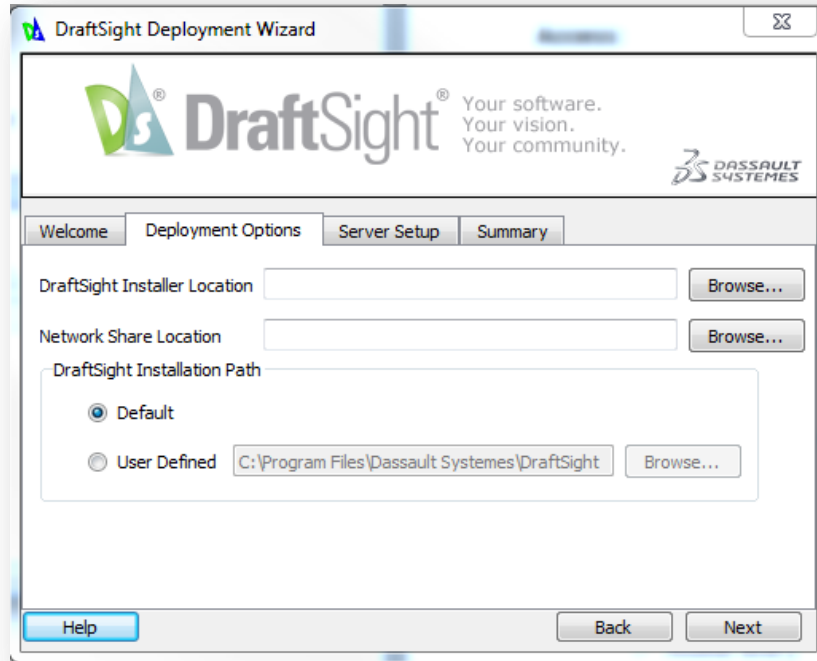 DraftSight Deployment Wizard
DS® DraftSight® Your software.
Your vision.
Your community.
DASSAULT
SYSTEMES
Welcome Deployment Options Server Setup Summary
DraftSight Installer Location Browse...
Network Share Location Browse...
DraftSight Installation Path
Default
User Defined C:\Program Files\Dassault Systemes\DraftSight Browse...
Help Back Next